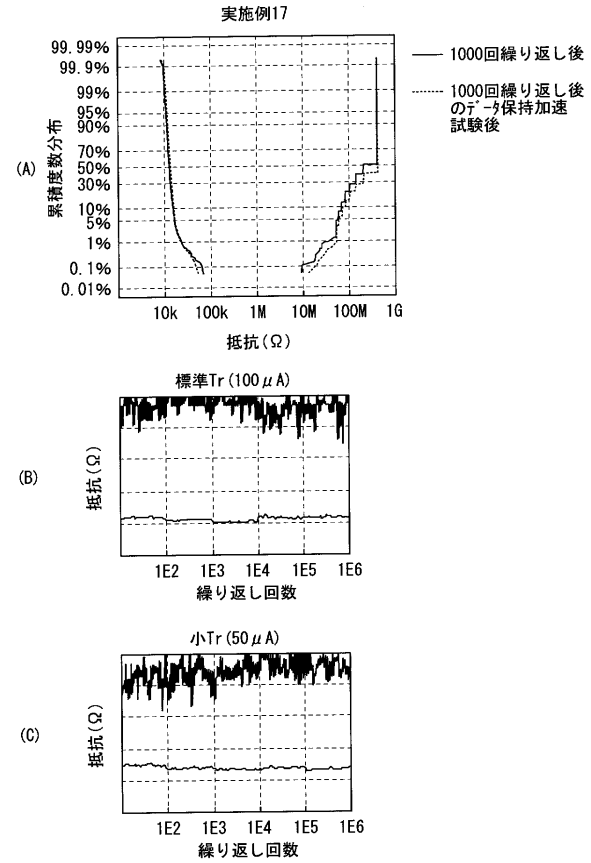 実施例17
(A)
累積度数分布
99.99%
99.9%
99%
95%
90%
70%
50%
30%
10%
5%
1%
0.1%
0.01%
10k 100k 1M 10M 100M 1G
抵抗(Ω)
1000回繰り返し後
1000回繰り返し後
のデータ保持加速
試験後
標準Tr(100μA)
(B)
抵抗(Ω)
1E2 1E3 1E4 1E5 1E6
繰り返し回数
小Tr(50μA)
(C)
抵抗(Ω)
1E2 1E3 1E4 1E5 1E6
繰り返し回数